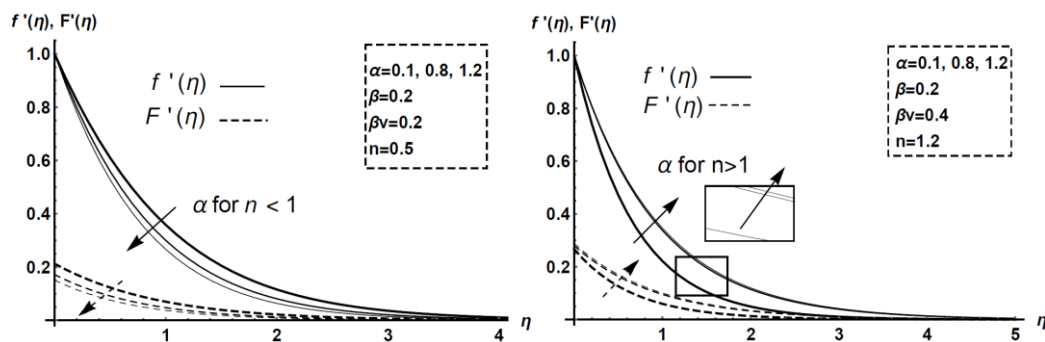 f '(η), F'(η)
1.0
0.8
0.6
0.4
0.2
1
2
3
4
η
f '(η)
F '(η)
α=0.1, 0.8, 1.2
β=0.2
βv=0.2
n=0.5
α for n < 1
f '(η), F'(η)
1.0
0.8
0.6
0.4
0.2
0
1
2
3
4
5
η
f '(η)
F '(η)
α=0.1, 0.8, 1.2
β=0.2
βv=0.4
n=1.2
α for n>1